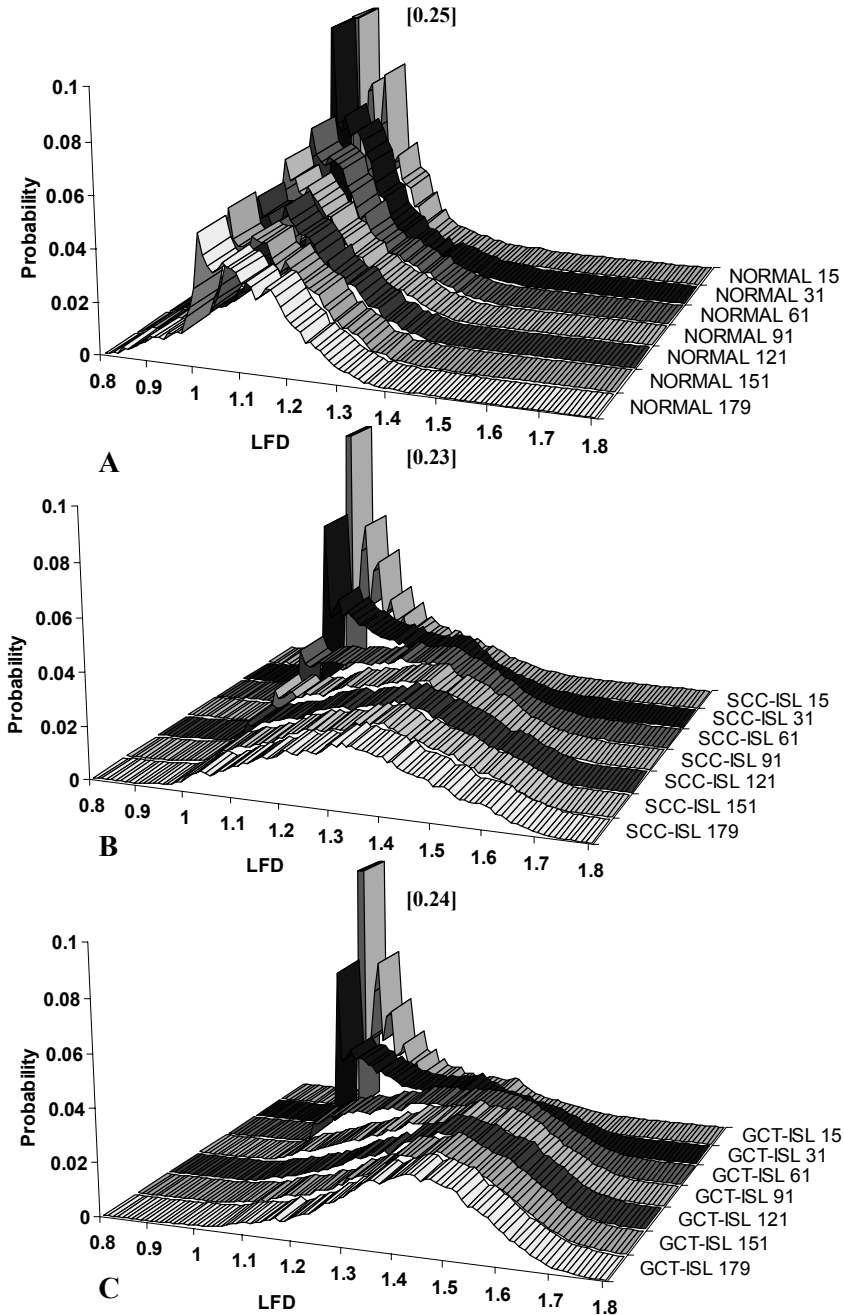 [0.25]
0.1
0.08
0.06
0.04
0.02
0
Probability
0.8
0.9
1
1.1
1.2
1.3
1.4
1.5
1.6
1.7
1.8
LFD
NORMAL 15
NORMAL 31
NORMAL 61
NORMAL 91
NORMAL 121
NORMAL 151
NORMAL 179
A
[0.23]
0.1
0.08
0.06
0.04
0.02
0
Probability
0.8
0.9
1
1.1
1.2
1.3
1.4
1.5
1.6
1.7
1.8
LFD
SCC-ISL 15
SCC-ISL 31
SCC-ISL 61
SCC-ISL 91
SCC-ISL 121
SCC-ISL 151
SCC-ISL 179
B
[0.24]
0.1
0.08
0.06
0.04
0.02
0
Probability
0.8
0.9
1
1.1
1.2
1.3
1.4
1.5
1.6
1.7
1.8
LFD
GCT-ISL 15
GCT-ISL 31
GCT-ISL 61
GCT-ISL 91
GCT-ISL 121
GCT-ISL 151
GCT-ISL 179
C